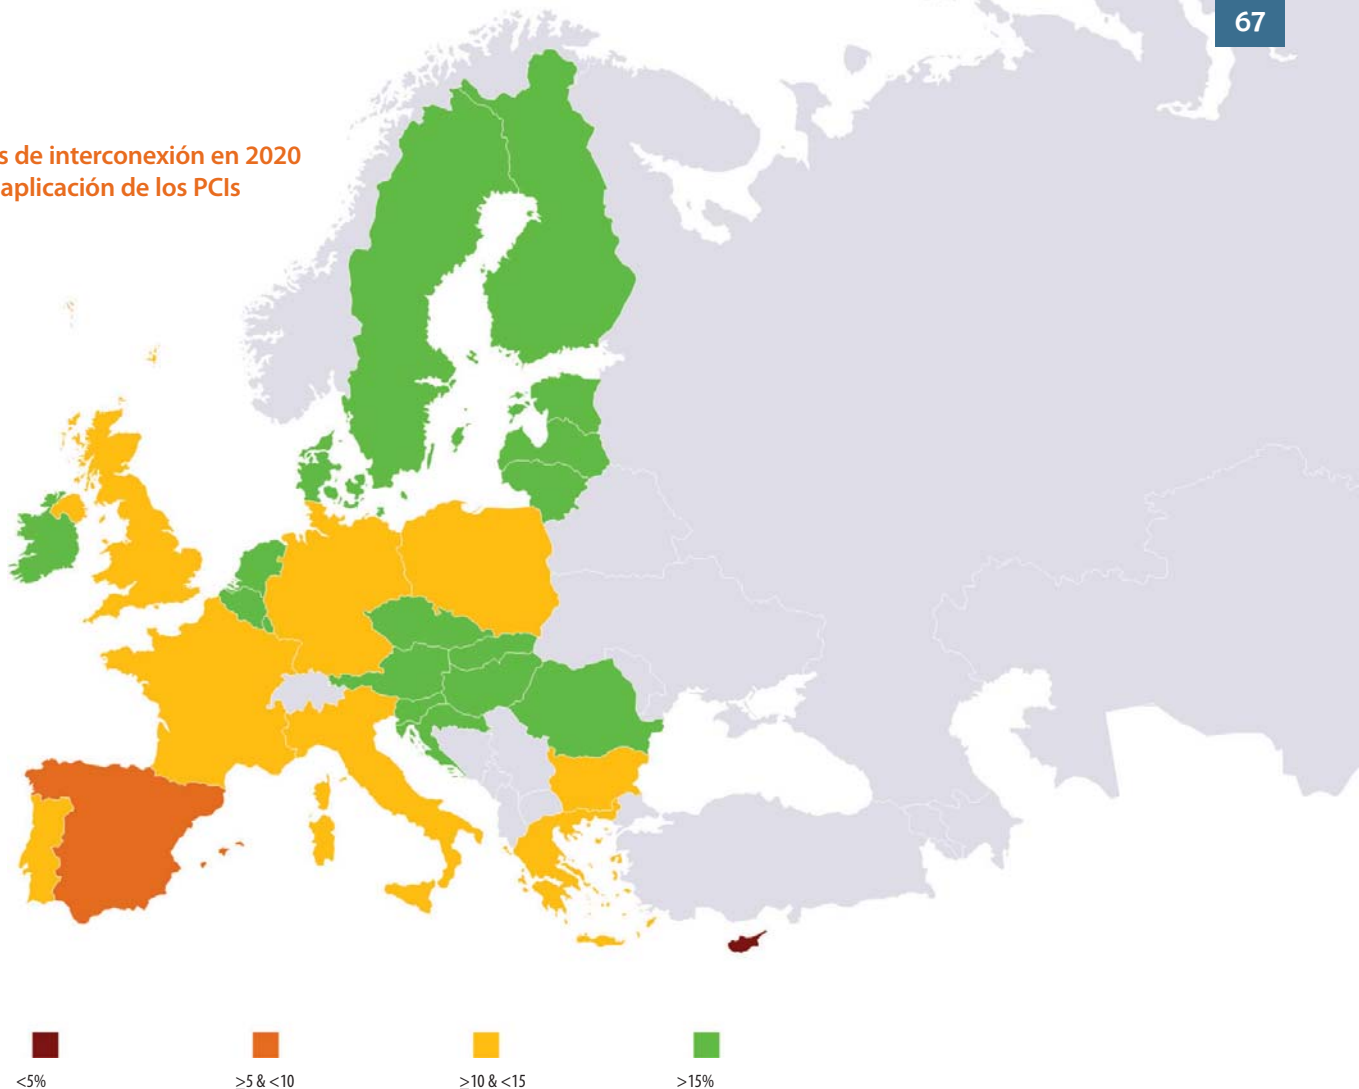 67
s de interconexión en 2020
aplicación de los PCIs
<5%
≥5 & <10
≥10 & <15
≥15%